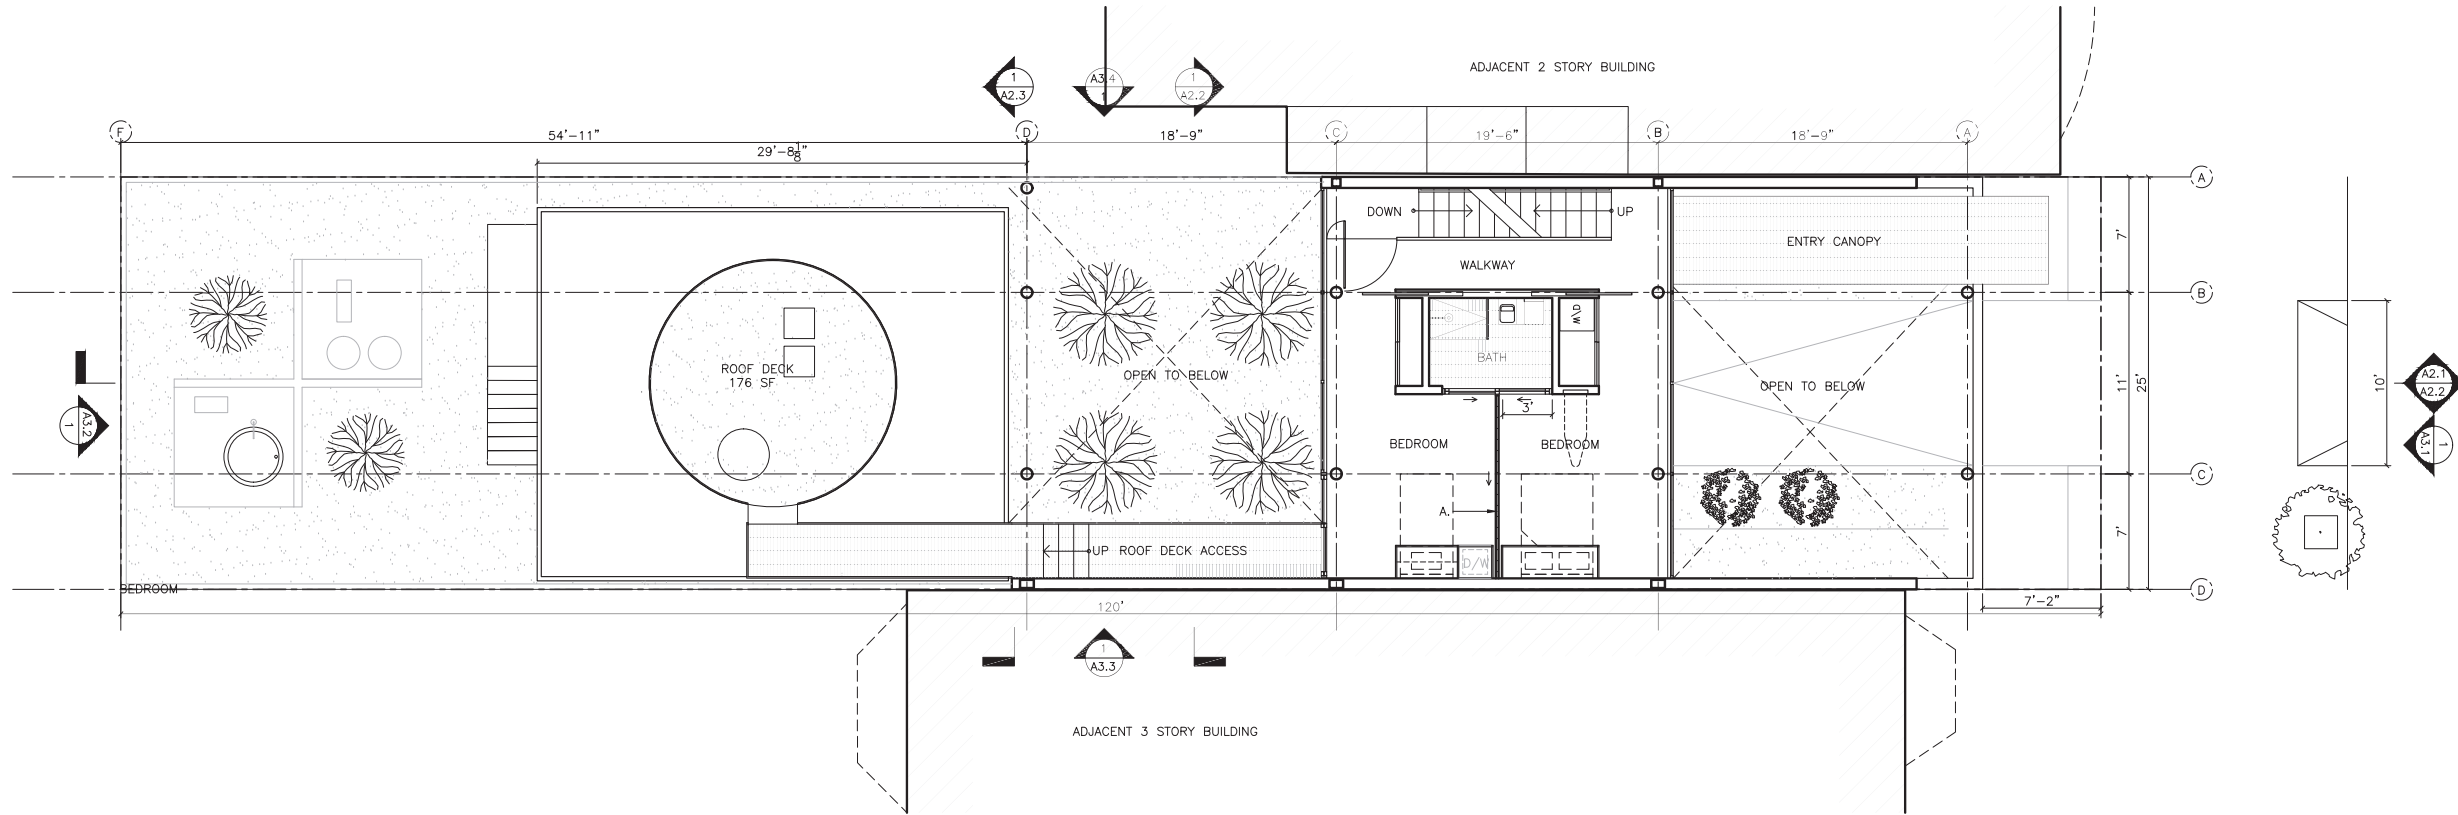 ADJACENT 2 STORY BUILDING
1
A2.3
A3.4
1
1
A2.2
F
54'-11"
D
18'-9"
C
19'-6"
B
18'-9"
A
29'-8 1/8"
A
DOWN
UP
7'
ENTRY CANOPY
WALKWAY
B
D/W
BATH
ROOF DECK
176 SF
OPEN TO BELOW
OPEN TO BELOW
11'
25'
10'
A2.1
A2.2
3'
A3.2
1
BEDROOM
BEDROOM
1
A3.1
C
A.
7'
UP ROOF DECK ACCESS
D/W
BEDROOM
D
120'
7'-2"
1
A3.3
ADJACENT 3 STORY BUILDING